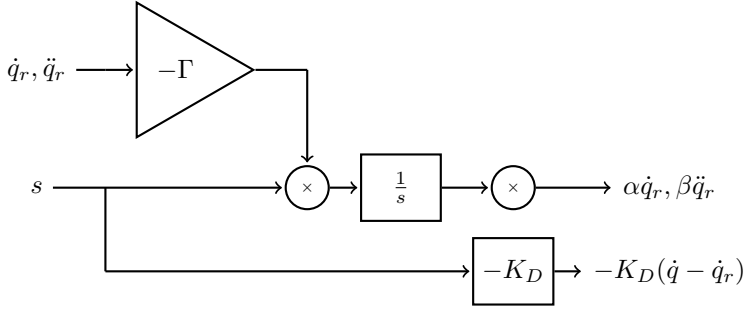 q̇_r, q̈_r
−Γ
s
×
1/s
×
αq̇_r, βq̈_r
−K_D
−K_D(q̇ − q̇_r)